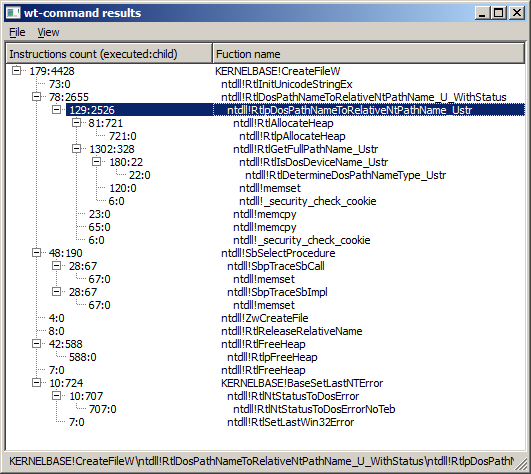 wt-command results
File View
Instructions count (executed:child) Fuction name
179:4428 KERNELBASE!CreateFileW
73:0 ntdll!RtlInitUnicodeStringEx
78:2655 ntdll!RtlDosPathNameToRelativeNtPathName_U_WithStatus
129:2526 ntdll!RtlpDosPathNameToRelativeNtPathName_Ustr
81:721 ntdll!RtlAllocateHeap
721:0 ntdll!RtlpAllocateHeap
1302:328 ntdll!RtlGetFullPathName_Ustr
180:22 ntdll!RtlIsDosDeviceName_Ustr
22:0 ntdll!RtlDetermineDosPathNameType_Ustr
120:0 ntdll!memset
6:0 ntdll!_security_check_cookie
23:0 ntdll!memcpy
65:0 ntdll!memcpy
6:0 ntdll!_security_check_cookie
48:190 ntdll!SbSelectProcedure
28:67 ntdll!SbpTraceSbCall
67:0 ntdll!memset
28:67 ntdll!SbpTraceSbImpl
67:0 ntdll!memset
4:0 ntdll!ZwCreateFile
8:0 ntdll!RtlReleaseRelativeName
42:588 ntdll!RtlFreeHeap
588:0 ntdll!RtlpFreeHeap
7:0 ntdll!RtlFreeHeap
10:724 KERNELBASE!BaseSetLastNTError
10:707 ntdll!RtlNtStatusToDosError
707:0 ntdll!RtlNtStatusToDosErrorNoTeb
7:0 ntdll!RtlSetLastWin32Error
KERNELBASE!CreateFileW\ntdll!RtlDosPathNameToRelativeNtPathName_U_WithStatus\ntdll!RtlpDosPathN